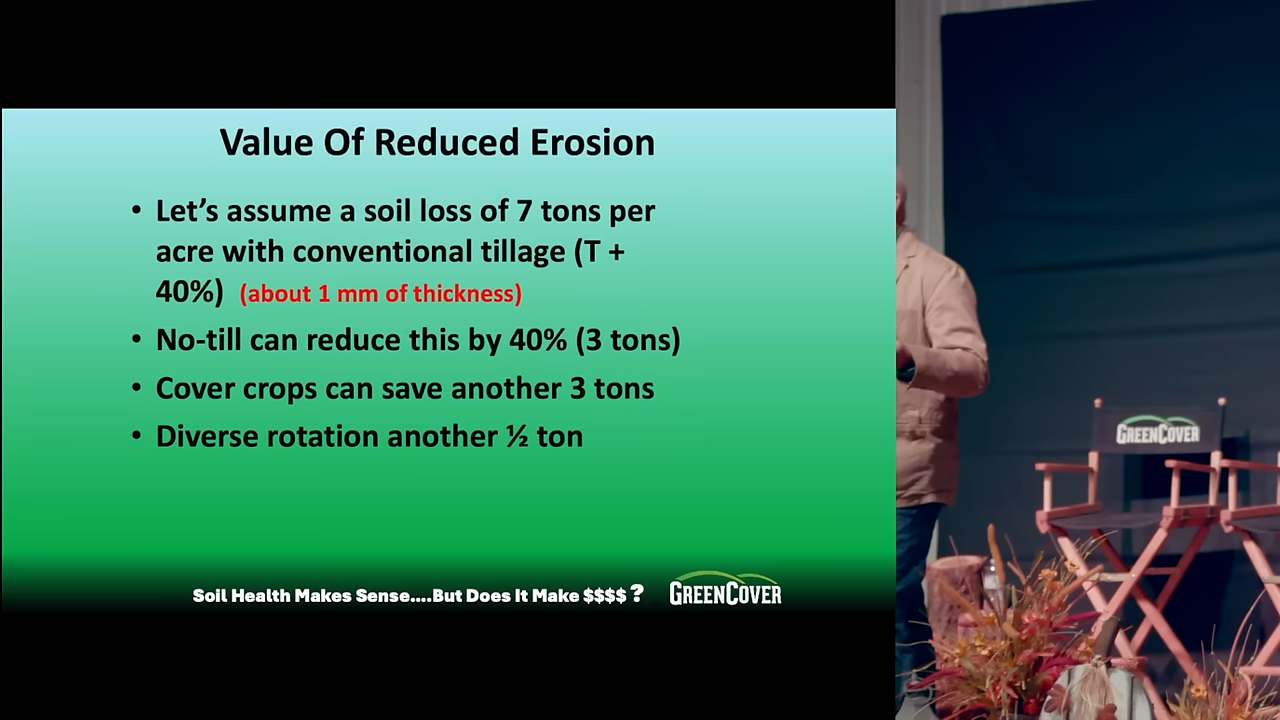 Value Of Reduced Erosion
• Let’s assume a soil loss of 7 tons per
acre with conventional tillage (T +
40%) (about 1 mm of thickness)
• No-till can reduce this by 40% (3 tons)
• Cover crops can save another 3 tons
• Diverse rotation another ½ ton
Soil Health Makes Sense....But Does It Make $$$$ ?
GREENCOVER
GREENCOVER